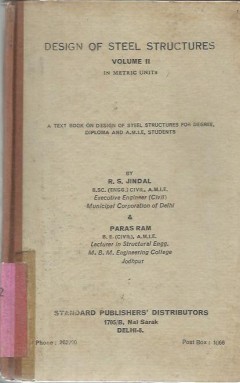 DESIGN OF STEEL STRUCTURES
VOLUME II
IN METRIC UNITS
A TEXT BOOK ON DESIGN OF STEEL STRUCTURES FOR DEGREE,
DIPLOMA AND A.M.I.E. STUDENTS
BY
R. S. JINDAL
B.SC. (ENGG.) CIVIL, A.M.I.E.
Executive Engineer (Civil)
Municipal Corporation of Delhi
&
PARAS RAM
B. E. (CIVIL), A.M.I.E.
Lecturer in Structural Engg.
M. B. M. Engineering College
Jodhpur
STANDARD PUBLISHERS' DISTRIBUTORS
1705/B, Nai Sarak
DELHI-6.
Phone :
Post Box : 1066
2